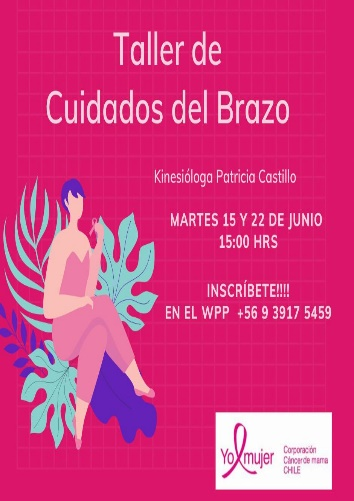 Taller de
Cuidados del Brazo
Kinesióloga Patricia Castillo
MARTES 15 Y 22 DE JUNIO
15:00 HRS
INSCRÍBETE!!!!
EN EL WPP +56 9 3917 5459
Yo mujer
Corporación
Cáncer de mama
CHILE